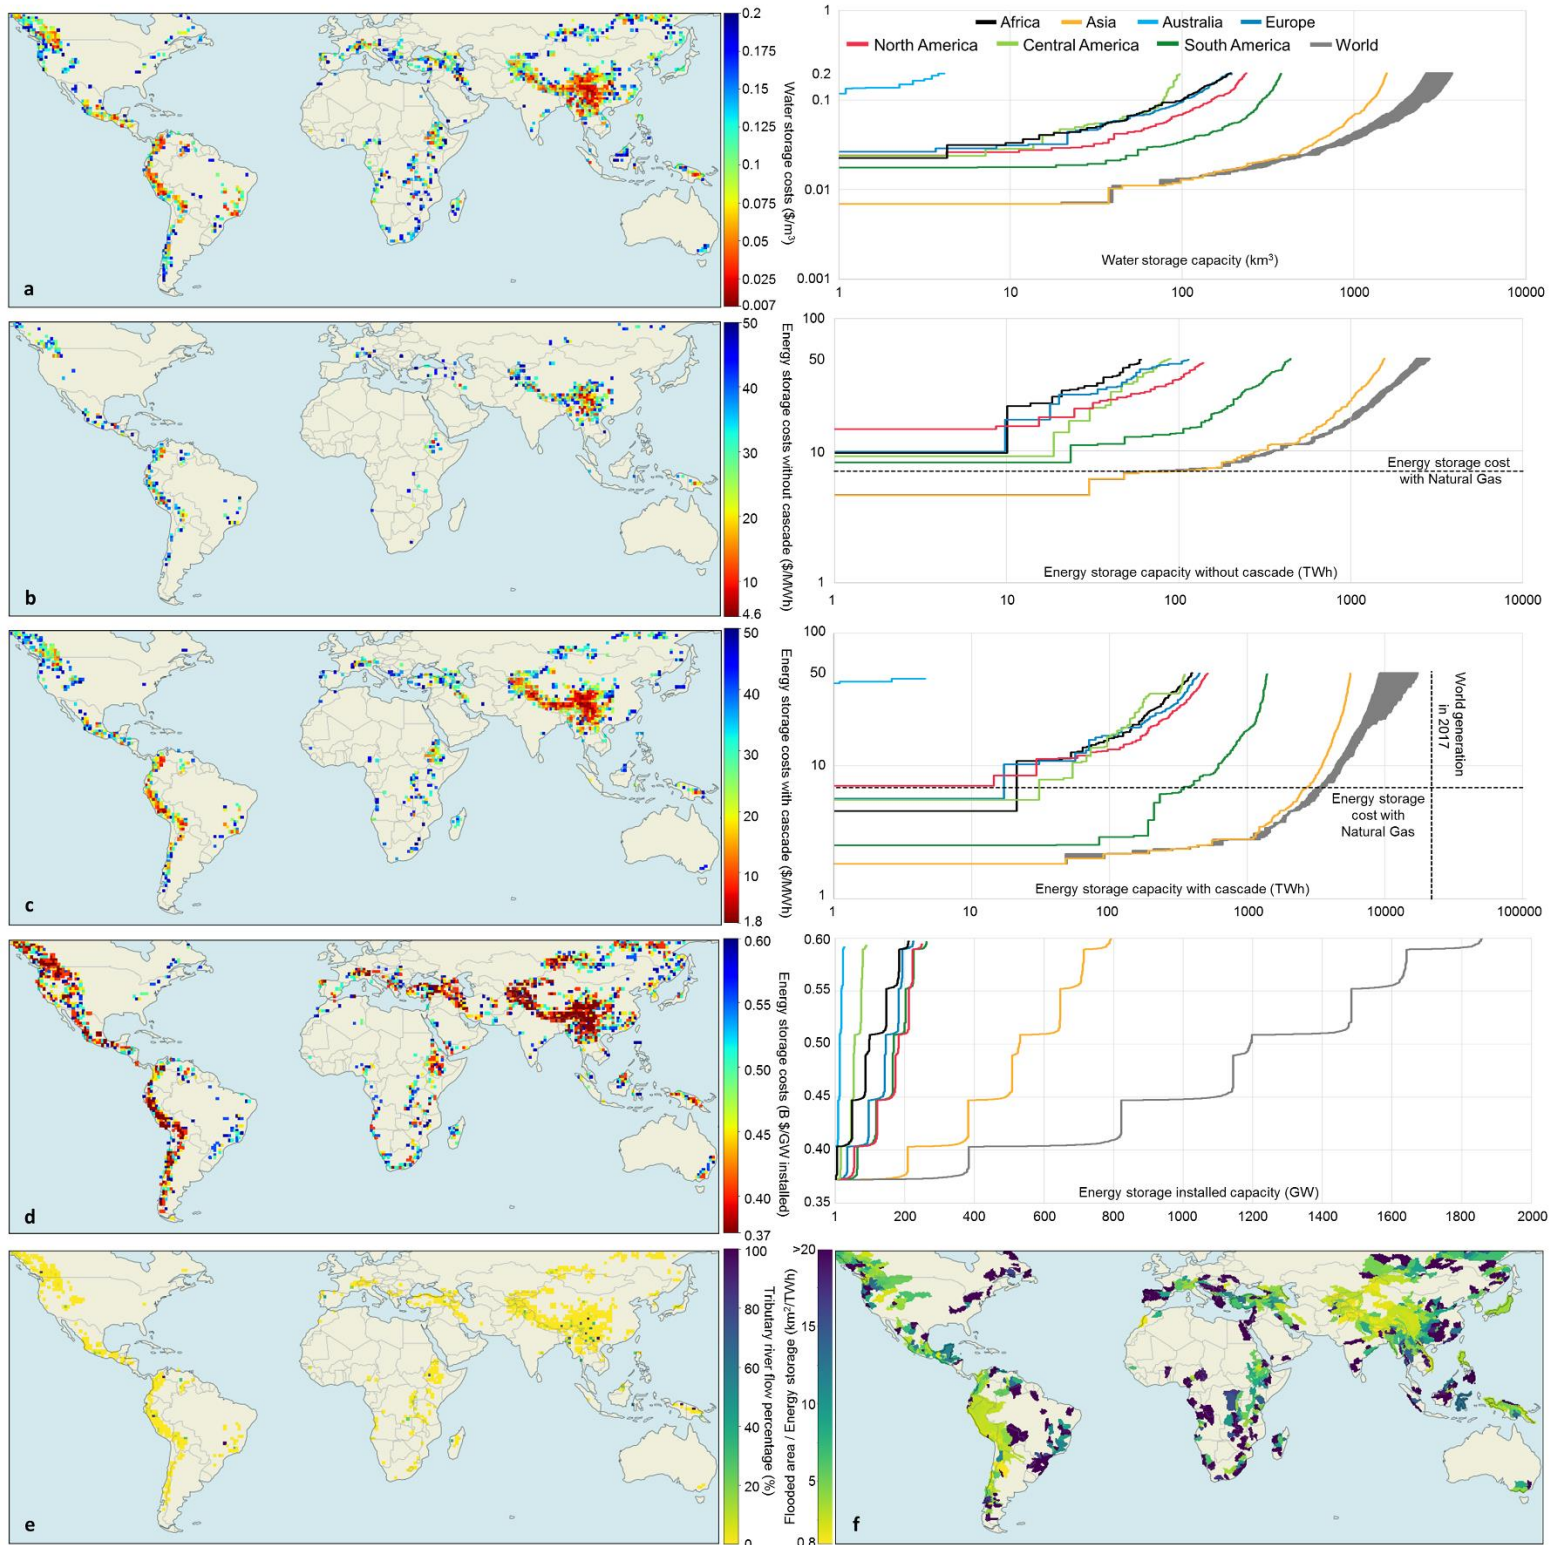 0.2
0.175
0.15
0.125
0.1
0.075
0.05
0.025
0.007
Water storage costs ($/m³)
a
1
0.2
0.1
0.01
0.001
Africa
Asia
Australia
Europe
North America
Central America
South America
World
Water storage capacity (km³)
1
10
100
1000
10000
50
40
30
20
10
4.6
Energy storage costs without cascade ($/MWh)
b
100
50
10
1
Energy storage cost
with Natural Gas
Energy storage capacity without cascade (TWh)
1
10
100
1000
10000
50
40
30
20
10
1.8
Energy storage costs with cascade ($/MWh)
c
100
50
10
1
World generation
in 2017
Energy storage
cost with
Natural Gas
Energy storage capacity with cascade (TWh)
1
10
100
1000
10000
100000
0.60
0.55
0.50
0.45
0.40
0.37
Energy storage costs (B $/GW installed)
d
0.60
0.55
0.50
0.45
0.40
0.35
Energy storage installed capacity (GW)
1
200
400
600
800
1000
1200
1400
1600
1800
2000
100
80
60
40
20
0
Tributary river flow percentage (%)
e
>20
15
10
5
0.8
Floopded area / Energy storage (km²/TWh)
f